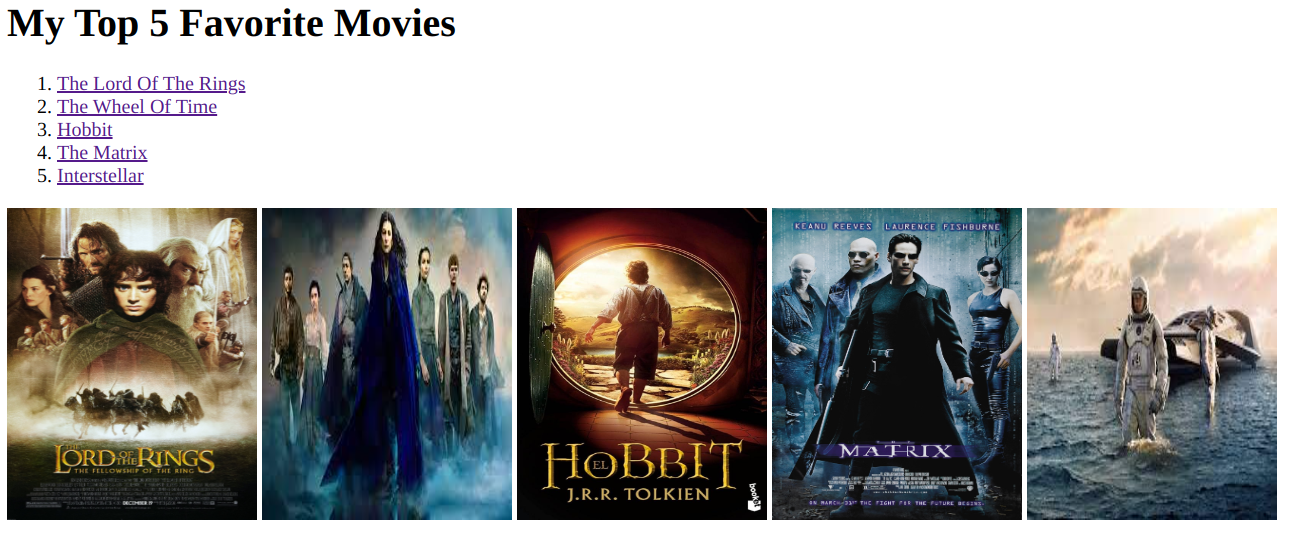 My Top 5 Favorite Movies
1. The Lord Of The Rings
2. The Wheel Of Time
3. Hobbit
4. The Matrix
5. Interstellar
THE
LORD OF THE RINGS
THE FELLOWSHIP OF THE RING
DECEMBER 19
EL HOBBIT
J.R.R. TOLKIEN
booket
KEANU REEVES LAURENCE FISHBURNE
MATRIX
ON MARCH 31ST THE FIGHT FOR THE FUTURE BEGINS.